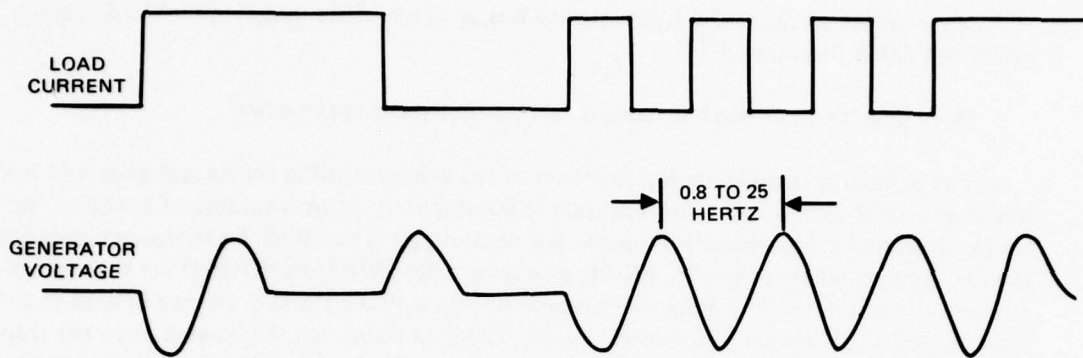 LOAD
CURRENT
0.8 TO 25
HERTZ
GENERATOR
VOLTAGE